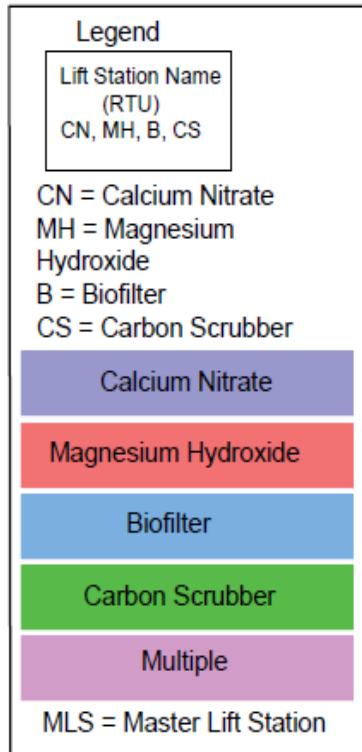 Legend
Lift Station Name
(RTU)
CN, MH, B, CS
CN = Calcium Nitrate
MH = Magnesium
Hydroxide
B = Biofilter
CS = Carbon Scrubber
Calcium Nitrate
Magnesium Hydroxide
Biofilter
Carbon Scrubber
Multiple
MLS = Master Lift Station